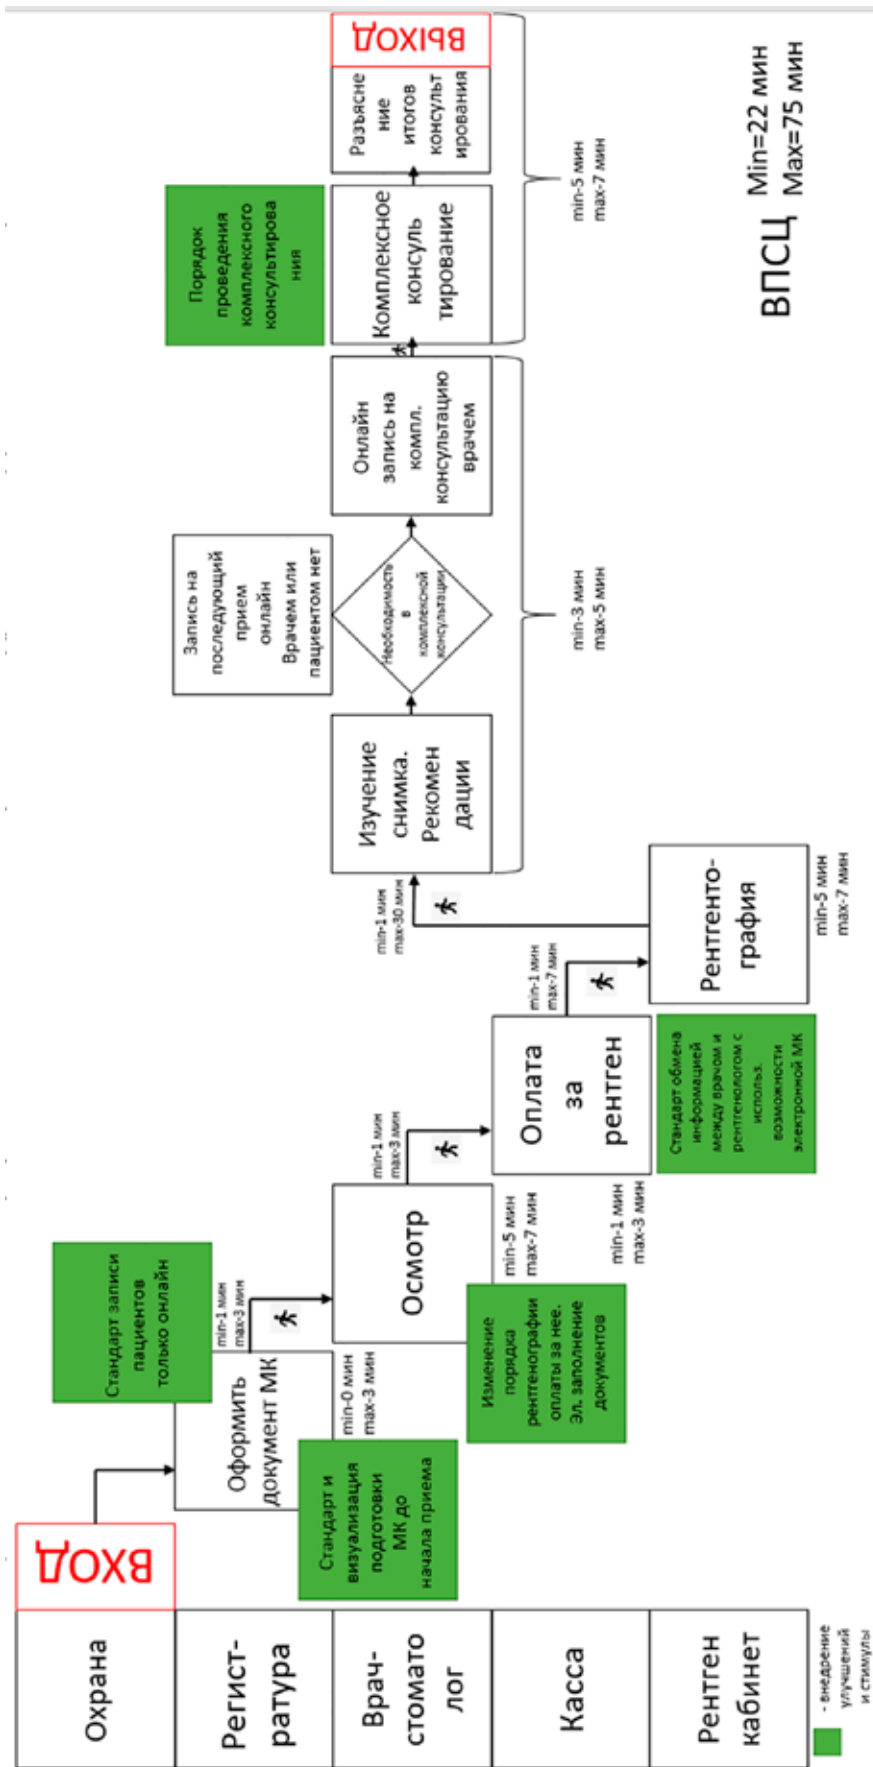 Охрана
Регист-
ратура
Врач-
стомато
лог
Касса
Рентген
кабинет
- внедрение
улучшений
и стимулы
ВХОД
Оформить
документ МК
Стандарт записи
пациентов
только онлайн
Стандарт и
визуализация
подготовки
МК до
начала приема
min-0 мин
max-3 мин
min-1 мин
max-3 мин
Осмотр
min-5 мин
max-7 мин
Изменение
порядка
рентгенографии
оплаты за нее.
Эл. заполнение
документов
min-1 мин
max-3 мин
Оплата
за
рентген
min-1 мин
max-3 мин
Стандарт обмена
информацией
между врачом и
рентгенологом с
использ.
возможности
электронной МК
min-1 мин
max-7 мин
Рентгенто-
графия
min-5 мин
max-7 мин
min-1 мин
max-30 мин
Изучение
снимка.
Рекомен
дации
Необходимость
в
комплексной
консультации
Запись на
последующий
прием
онлайн
Врачем или
пациентом нет
Онлайн
запись на
компл.
консультацию
врачем
min-3 мин
max-5 мин
Порядок
проведения
комплексного
консультирова
ния
Комплексное
консуль
тирование
Разъясне
ние
итогов
консульт
ирования
ВЫХОД
min-5 мин
max-7 мин
ВПСЦ
Min=22 мин
Max=75 мин